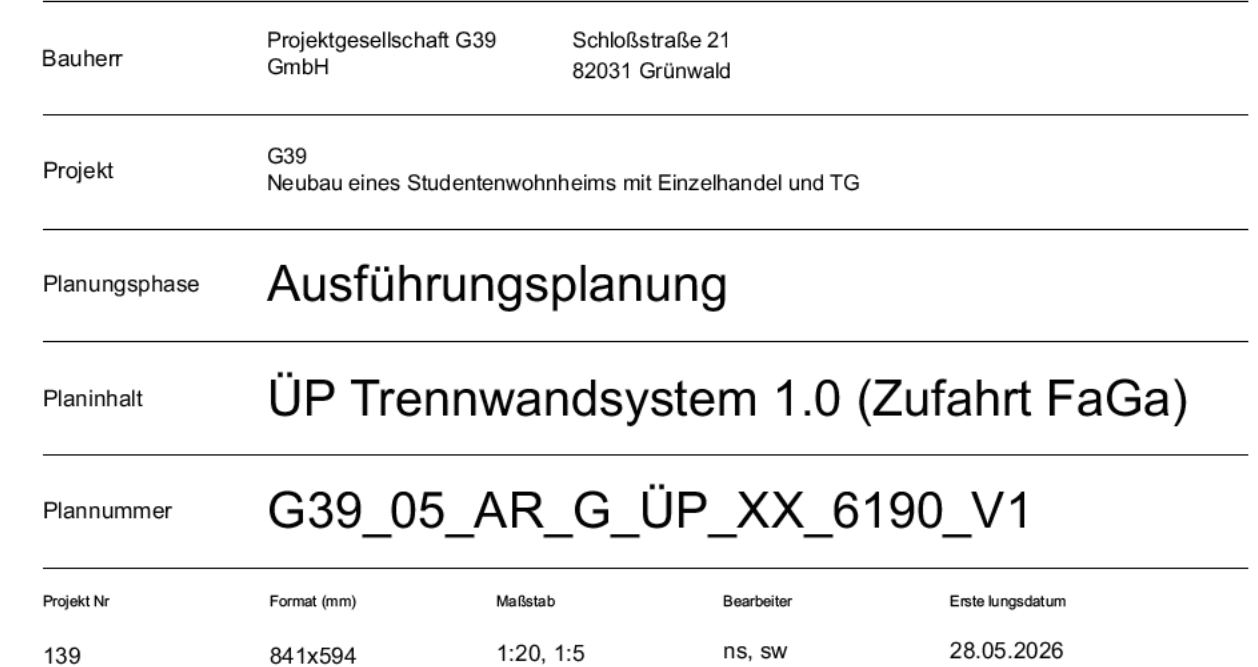 Bauherr
Projektgesellschaft G39
GmbH
Schloßstraße 21
82031 Grünwald
Projekt
G39
Neubau eines Studentenwohnheims mit Einzelhandel und TG
Planungsphase
Ausführungsplanung
Planinhalt
ÜP Trennwandsystem 1.0 (Zufahrt FaGa)
Plannummer
G39_05_AR_G_ÜP_XX_6190_V1
Projekt Nr
Format (mm)
Maßstab
Bearbeiter
Erste lungsdatum
139
841x594
1:20, 1:5
ns, sw
28.05.2026